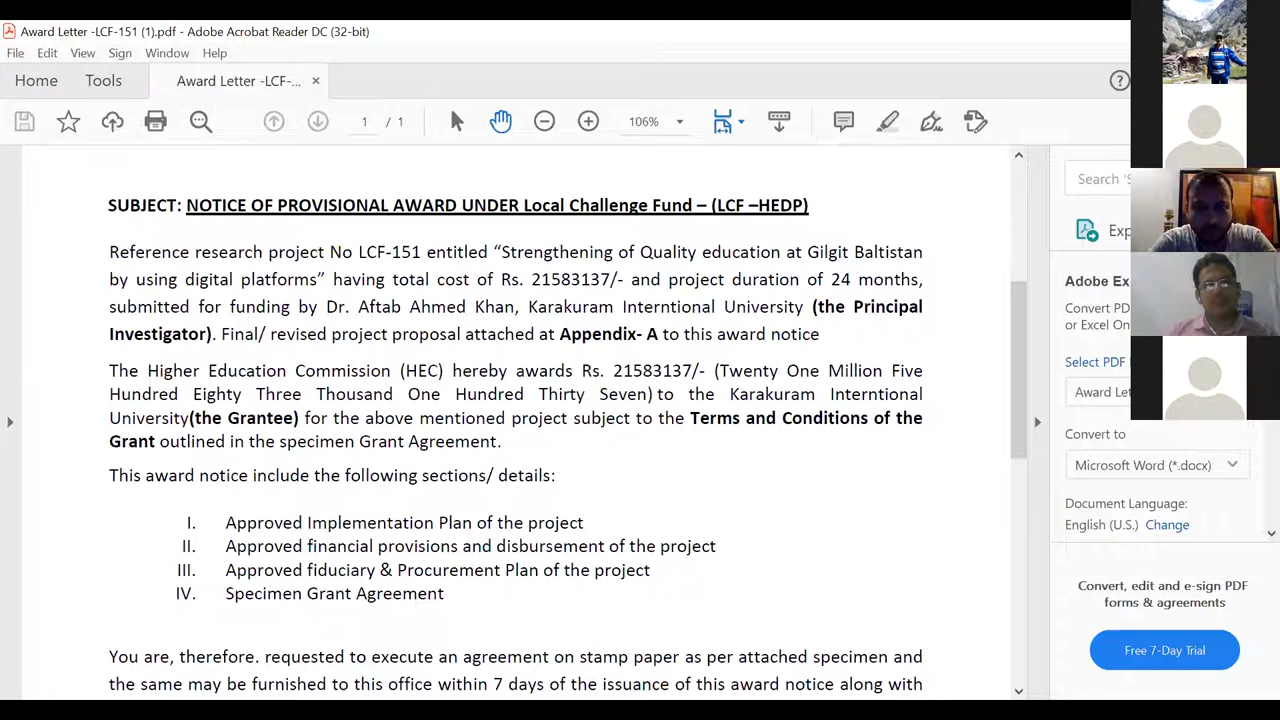 Award Letter -LCF-151 (1).pdf - Adobe Acrobat Reader DC (32-bit)
File Edit View Sign Window Help
Home Tools Award Letter -LCF-... ×
1 / 1 106%
SUBJECT: NOTICE OF PROVISIONAL AWARD UNDER Local Challenge Fund – (LCF –HEDP)
Reference research project No LCF-151 entitled “Strengthening of Quality education at Gilgit Baltistan
by using digital platforms” having total cost of Rs. 21583137/- and project duration of 24 months,
submitted for funding by Dr. Aftab Ahmed Khan, Karakuram Interntional University (the Principal
Investigator). Final/ revised project proposal attached at Appendix- A to this award notice
The Higher Education Commission (HEC) hereby awards Rs. 21583137/- (Twenty One Million Five
Hundred Eighty Three Thousand One Hundred Thirty Seven) to the Karakuram Interntional
University(the Grantee) for the above mentioned project subject to the Terms and Conditions of the
Grant outlined in the specimen Grant Agreement.
This award notice include the following sections/ details:
I. Approved Implementation Plan of the project
II. Approved financial provisions and disbursement of the project
III. Approved fiduciary & Procurement Plan of the project
IV. Specimen Grant Agreement
You are, therefore. requested to execute an agreement on stamp paper as per attached specimen and
the same may be furnished to this office within 7 days of the issuance of this award notice along with
Search 'S
Exp
Adobe Ex
Convert PD
or Excel On
Select PDF
Award Let
Convert to
Microsoft Word (*.docx)
Document Language:
English (U.S.) Change
Convert, edit and e-sign PDF
forms & agreements
Free 7-Day Trial